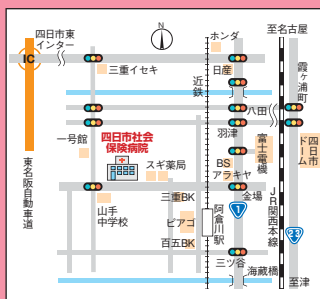 四日市東
インター
IC
N
ホンダ
至名古屋
三重イセキ
日産
近鉄
霞ヶ浦町
八田
羽津
一号館
四日市社会
保険病院
スギ薬局
BS
アラキヤ
富士電機
四日市
ドーム
東名阪自動車道
山手
中学校
三重BK
ピアゴ
百五BK
阿倉川駅
金場
1
JR関西本線
23
三ツ谷
海蔵橋
至津